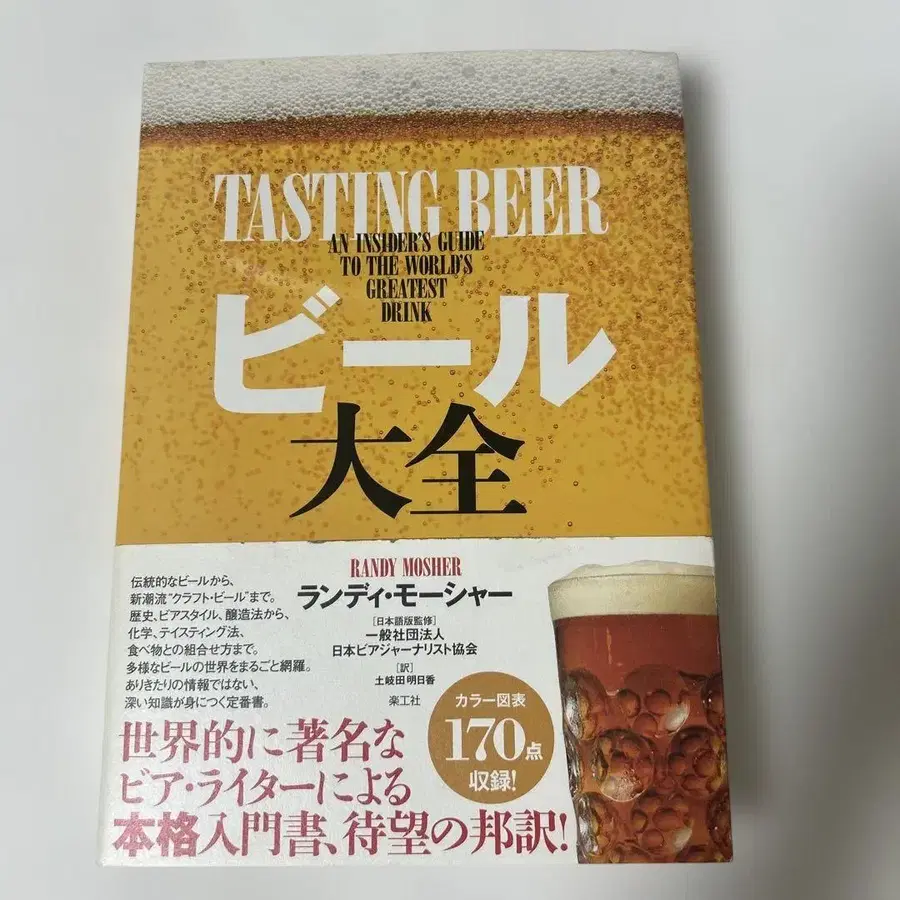 TASTING BEER
AN INSIDER'S GUIDE
TO THE WORLD'S
GREATEST
DRINK
ビール
大全
RANDY MOSHER
ランディ・モーシャー
［日本語版監修］
一般社団法人
日本ビアジャーナリスト協会
［訳］
土岐田明日香
楽工社
伝統的なビールから、
新潮流“クラフト・ビール”まで。
歴史、ビアスタイル、醸造法から、
化学、テイスティング法、
食べ物との組合せ方まで。
多様なビールの世界をまるごと網羅。
ありきたりの情報ではない、
深い知識が身につく定番書。
カラー図表
170点
収録!
世界的に著名な
ビア・ライターによる
本格入門書、待望の邦訳!